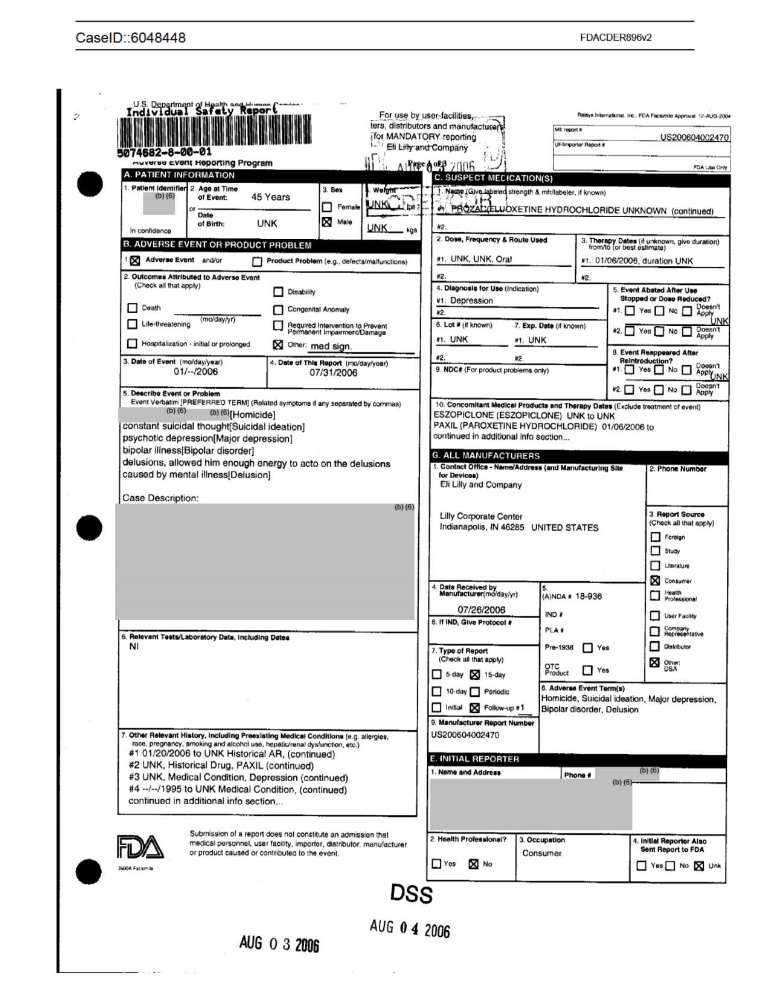 CaseID::6048448
FDACDER896v2
U.S. Department of Health and Human
Individual Safety Report
5074682-8-00-01
Adverse Event Reporting Program
For use by user-facilities,
ters, distributors and manufacturers
for MANDATORY reporting
Eli Lilly and Company
Relsys International, Inc., FDA Facsimile Approval: 12-AUG-2004
Mfr report #
US200604002470
UF/Importer Report #
FDA Use Only
A. PATIENT INFORMATION
1. Patient Identifier
(b) (6)
In confidence
2. Age at Time
of Event:
45 Years
or
Date
of Birth:
UNK
3. Sex
Female
Male
4. Weight
UNK lbs
UNK kgs
B. ADVERSE EVENT OR PRODUCT PROBLEM
1. Adverse Event and/or Product Problem (e.g., defects/malfunctions)
2. Outcomes Attributed to Adverse Event
(Check all that apply)
Disability
Death
(mo/day/yr)
Congenital Anomaly
Life-threatening
Required Intervention to Prevent
Permanent Impairment/Damage
Hospitalization - initial or prolonged
Other: med sign.
3. Date of Event (mo/day/year)
01/--/2006
4. Date of This Report (mo/day/year)
07/31/2006
5. Describe Event or Problem
Event Verbatim [PREFERRED TERM] (Related symptoms if any separated by commas)
(b) (6) (b) (6) [Homicide]
constant suicidal thought[Suicidal ideation]
psychotic depression[Major depression]
bipolar illness[Bipolar disorder]
delusions, allowed him enough energy to acto on the delusions
caused by mental illness[Delusion]
Case Description:
(b) (6)
6. Relevant Tests/Laboratory Data, Including Dates
NI
7. Other Relevant History, Including Preexisting Medical Conditions (e.g. allergies,
race, pregnancy, smoking and alcohol use, hepatic/renal dysfunction, etc.)
#1 01/20/2006 to UNK Historical AR, (continued)
#2 UNK, Historical Drug, PAXIL (continued)
#3 UNK, Medical Condition, Depression (continued)
#4 --/--/1995 to UNK Medical Condition, (continued)
continued in additional info section...
C. SUSPECT MEDICATION(S)
1. Name (Give labeled strength & mfr/labeler, if known)
PROZAC(FLUOXETINE HYDROCHLORIDE UNKNOWN (continued)
#2.
2. Dose, Frequency & Route Used
#1. UNK, UNK, Oral
#2.
3. Therapy Dates (if unknown, give duration)
from/to (or best estimate)
#1. 01/06/2006, duration UNK
#2.
4. Diagnosis for Use (Indication)
#1. Depression
#2.
5. Event Abated After Use
Stopped or Dose Reduced?
#1. Yes No Doesn't
Apply
UNK
#2. Yes No Doesn't
Apply
6. Lot # (if known)
#1. UNK
#2.
7. Exp. Date (if known)
#1. UNK
#2.
8. Event Reappeared After
Reintroduction?
#1. Yes No Doesn't
Apply UNK
#2. Yes No Doesn't
Apply
9. NDC# (For product problems only)
10. Concomitant Medical Products and Therapy Dates (Exclude treatment of event)
ESZOPICLONE (ESZOPICLONE) UNK to UNK
PAXIL (PAROXETINE HYDROCHLORIDE) 01/06/2006 to
continued in additional info section...
G. ALL MANUFACTURERS
1. Contact Office - Name/Address (and Manufacturing Site
for Devices)
Eli Lilly and Company
Lilly Corporate Center
Indianapolis, IN 46285 UNITED STATES
2. Phone Number
3. Report Source
(Check all that apply)
Foreign
Study
Literature
Consumer
Health
Professional
User Facility
Company
Representative
Distributor
Other:
DSA
4. Date Received by
Manufacturer(mo/day/yr)
07/26/2006
5.
(A)NDA # 18-936
IND #
PLA #
Pre-1938 Yes
OTC
Product Yes
6. If IND, Give Protocol #
7. Type of Report
(Check all that apply)
5-day 15-day
10-day Periodic
Initial Follow-up #1
8. Adverse Event Term(s)
Homicide, Suicidal ideation, Major depression,
Bipolar disorder, Delusion
9. Manufacturer Report Number
US200604002470
E. INITIAL REPORTER
1. Name and Address
Phone #
(b) (6)
(b) (6)
2. Health Professional?
Yes No
3. Occupation
Consumer
4. Initial Reporter Also
Sent Report to FDA
Yes No Unk
FDA
3500A Facsimile
Submission of a report does not constitute an admission that
medical personnel, user facility, importer, distributor, manufacturer
or product caused or contributed to the event.
DSS
AUG 04 2006
AUG 03 2006